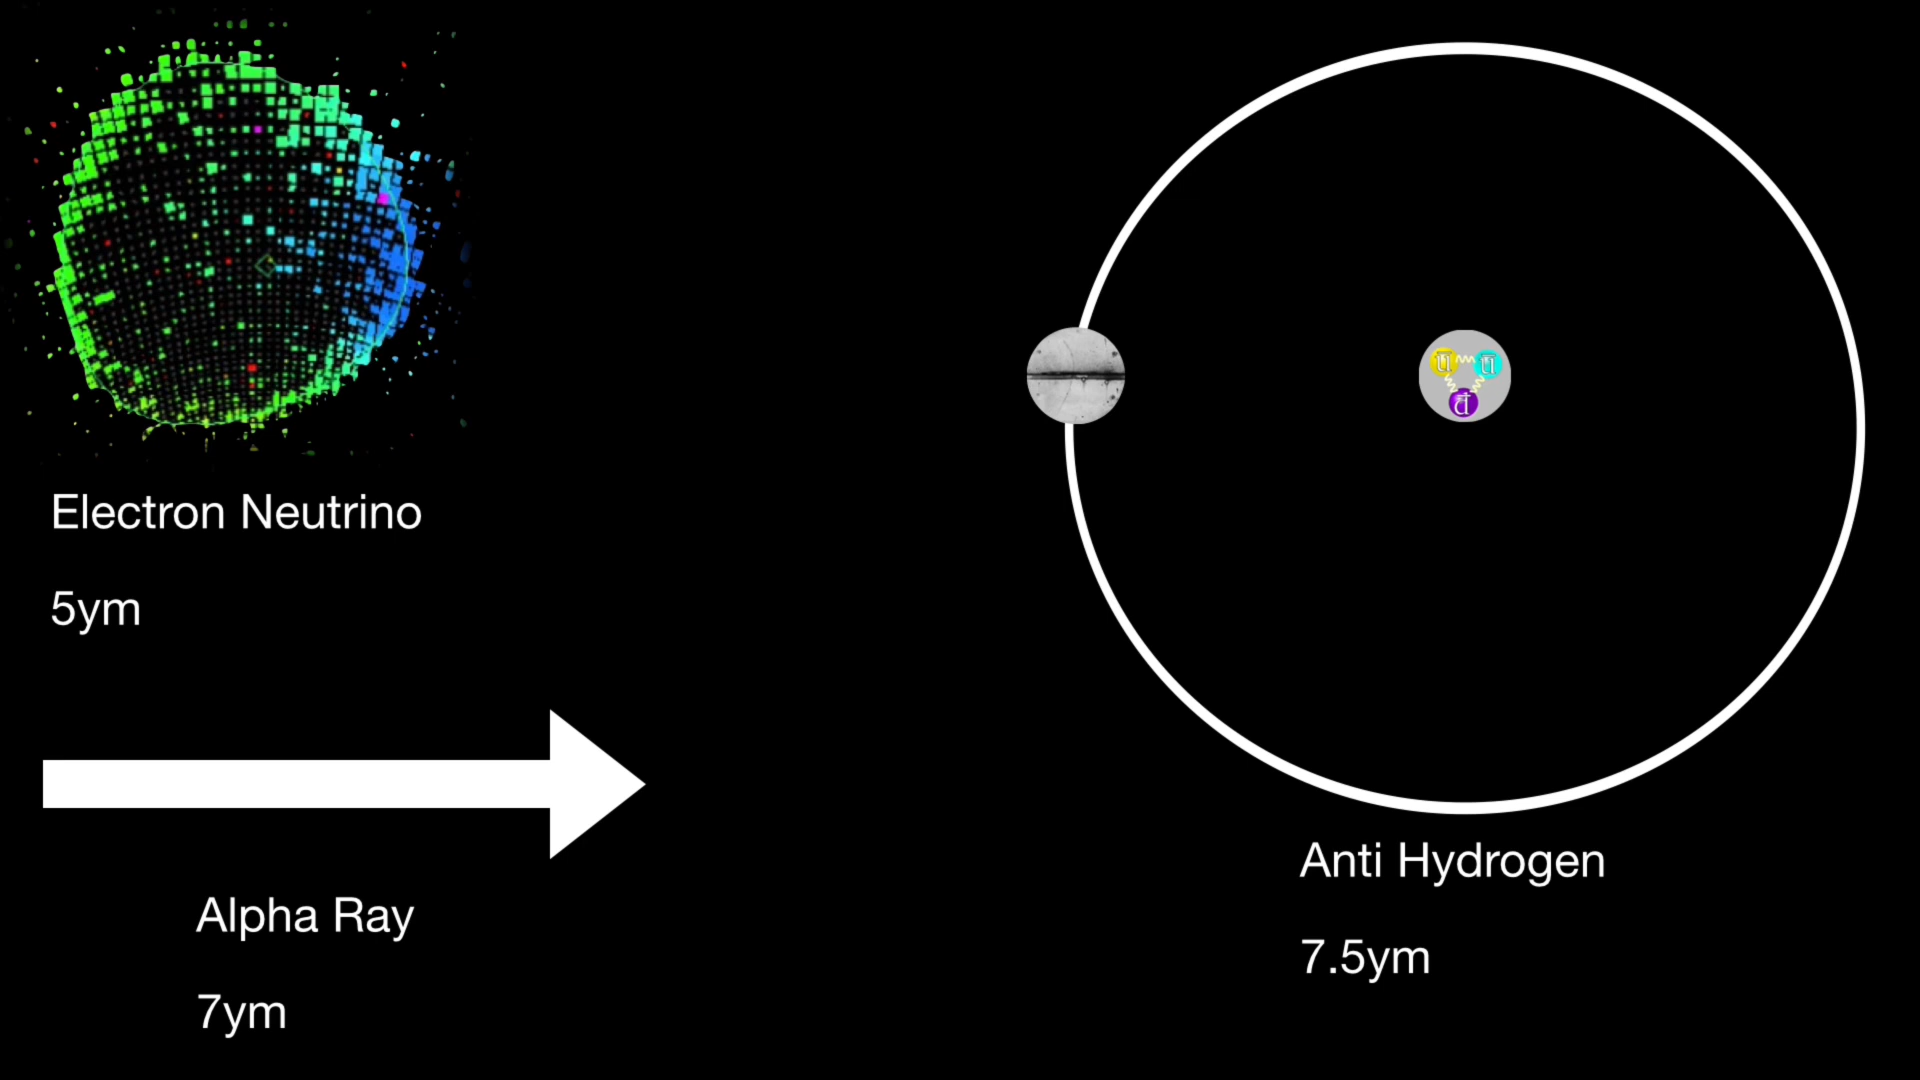 Electron Neutrino
5ym
Alpha Ray
7ym
u̅ u̅
d̅
Anti Hydrogen
7.5ym